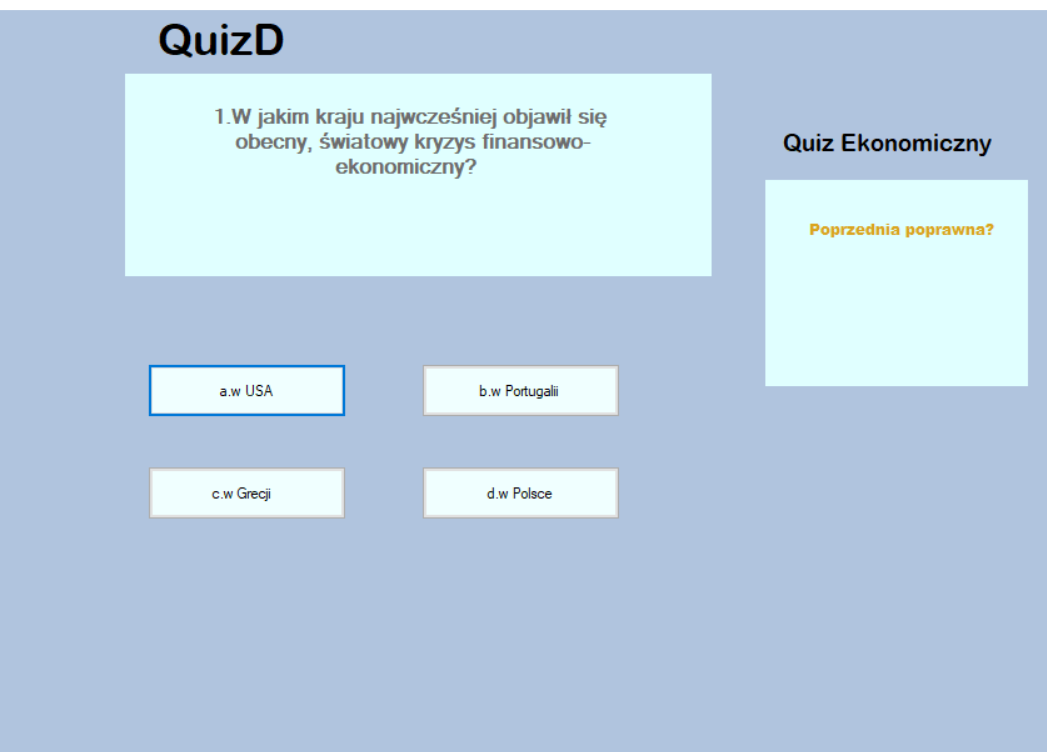 QuizD
1.W jakim kraju najwcześniej objawił się
obecny, światowy kryzys finansowo-
ekonomiczny?
Quiz Ekonomiczny
Poprzednia poprawna?
a.w USA
b.w Portugalii
c.w Grecji
d.w Polsce